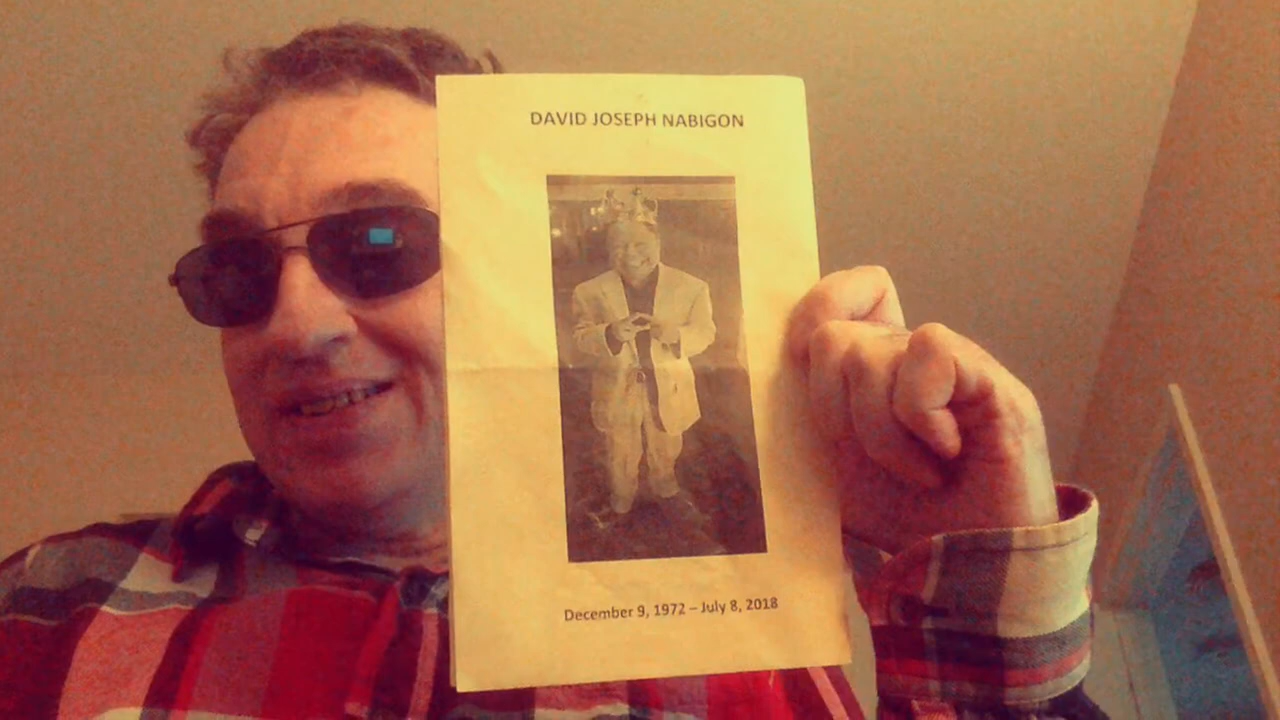 DAVID JOSEPH NABIGON
December 9, 1972 – July 8, 2018